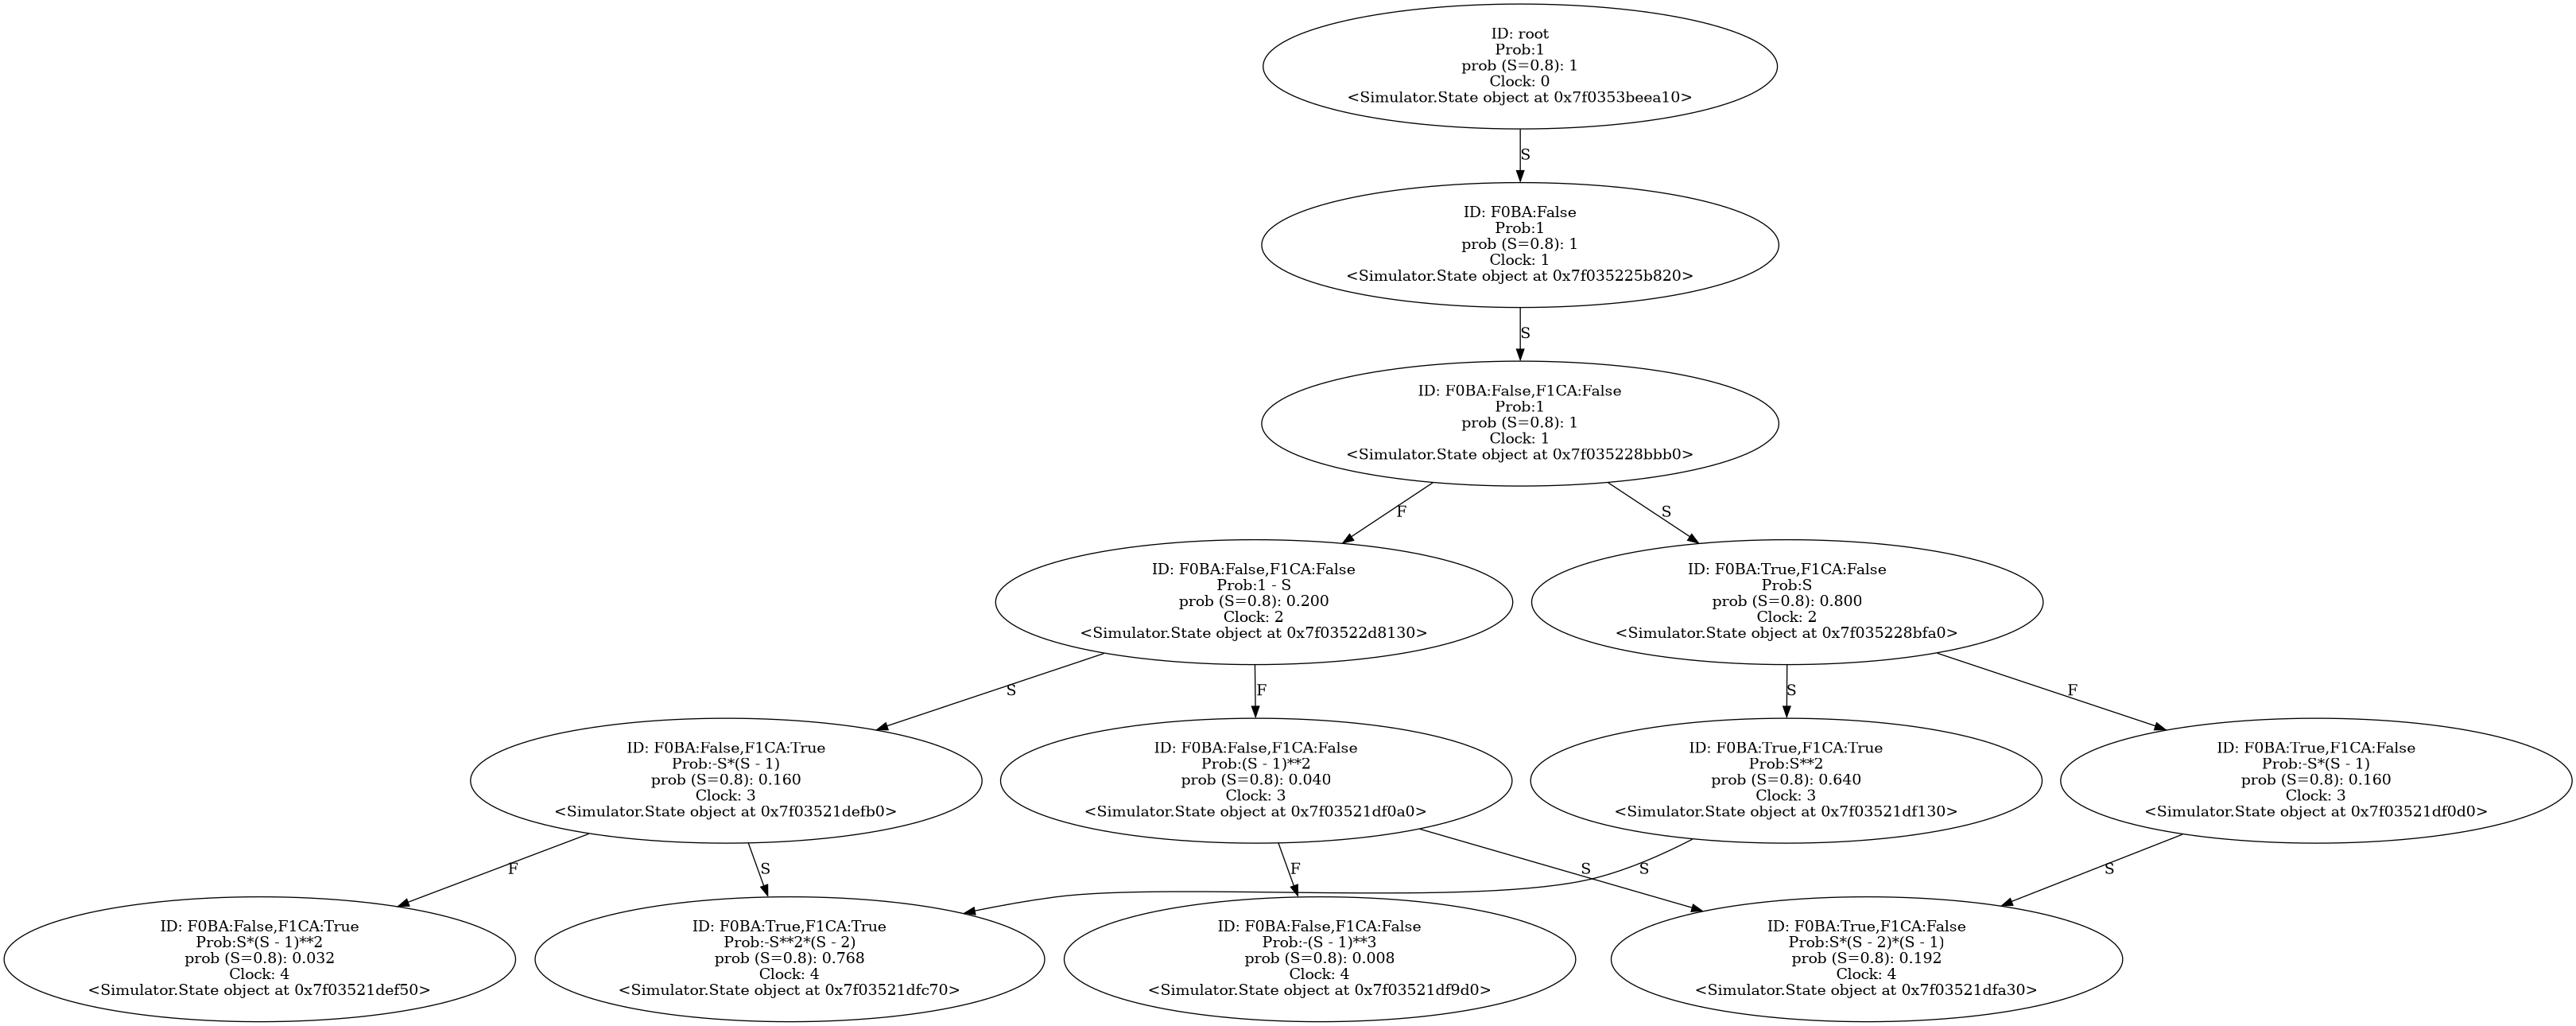 ID: root
Prob:1
prob (S=0.8): 1
Clock: 0
<Simulator.State object at 0x7f0353beea10>
S
ID: F0BA:False
Prob:1
prob (S=0.8): 1
Clock: 1
<Simulator.State object at 0x7f035225b820>
S
ID: F0BA:False,F1CA:False
Prob:1
prob (S=0.8): 1
Clock: 1
<Simulator.State object at 0x7f035228bbb0>
F
S
ID: F0BA:False,F1CA:False
Prob:1 - S
prob (S=0.8): 0.200
Clock: 2
<Simulator.State object at 0x7f03522d8130>
ID: F0BA:True,F1CA:False
Prob:S
prob (S=0.8): 0.800
Clock: 2
<Simulator.State object at 0x7f035228bfa0>
S
F
S
F
ID: F0BA:False,F1CA:True
Prob:-S*(S - 1)
prob (S=0.8): 0.160
Clock: 3
<Simulator.State object at 0x7f03521defb0>
ID: F0BA:False,F1CA:False
Prob:(S - 1)**2
prob (S=0.8): 0.040
Clock: 3
<Simulator.State object at 0x7f03521df0a0>
ID: F0BA:True,F1CA:True
Prob:S**2
prob (S=0.8): 0.640
Clock: 3
<Simulator.State object at 0x7f03521df130>
ID: F0BA:True,F1CA:False
Prob:-S*(S - 1)
prob (S=0.8): 0.160
Clock: 3
<Simulator.State object at 0x7f03521df0d0>
F
S
F
S
S
S
ID: F0BA:False,F1CA:True
Prob:S*(S - 1)**2
prob (S=0.8): 0.032
Clock: 4
<Simulator.State object at 0x7f03521def50>
ID: F0BA:True,F1CA:True
Prob:-S**2*(S - 2)
prob (S=0.8): 0.768
Clock: 4
<Simulator.State object at 0x7f03521dfc70>
ID: F0BA:False,F1CA:False
Prob:-(S - 1)**3
prob (S=0.8): 0.008
Clock: 4
<Simulator.State object at 0x7f03521df9d0>
ID: F0BA:True,F1CA:False
Prob:S*(S - 2)*(S - 1)
prob (S=0.8): 0.192
Clock: 4
<Simulator.State object at 0x7f03521dfa30>